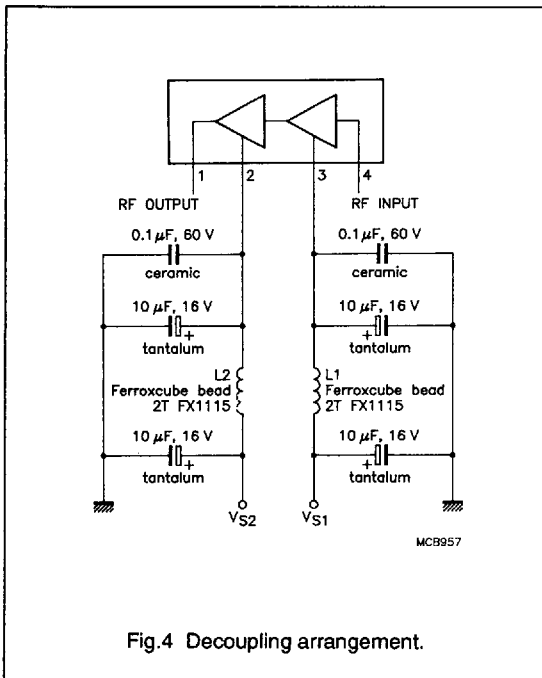 1 2 3 4
RF OUTPUT RF INPUT
0.1 μF, 60 V 0.1 μF, 60 V
ceramic ceramic
10 μF, 16 V 10 μF, 16 V
+ +
tantalum tantalum
L2 L1
Ferroxcube bead Ferroxcube bead
2T FX1115 2T FX1115
10 μF, 16 V 10 μF, 16 V
+ +
tantalum tantalum
VS2 VS1
MCB957
Fig.4 Decoupling arrangement.